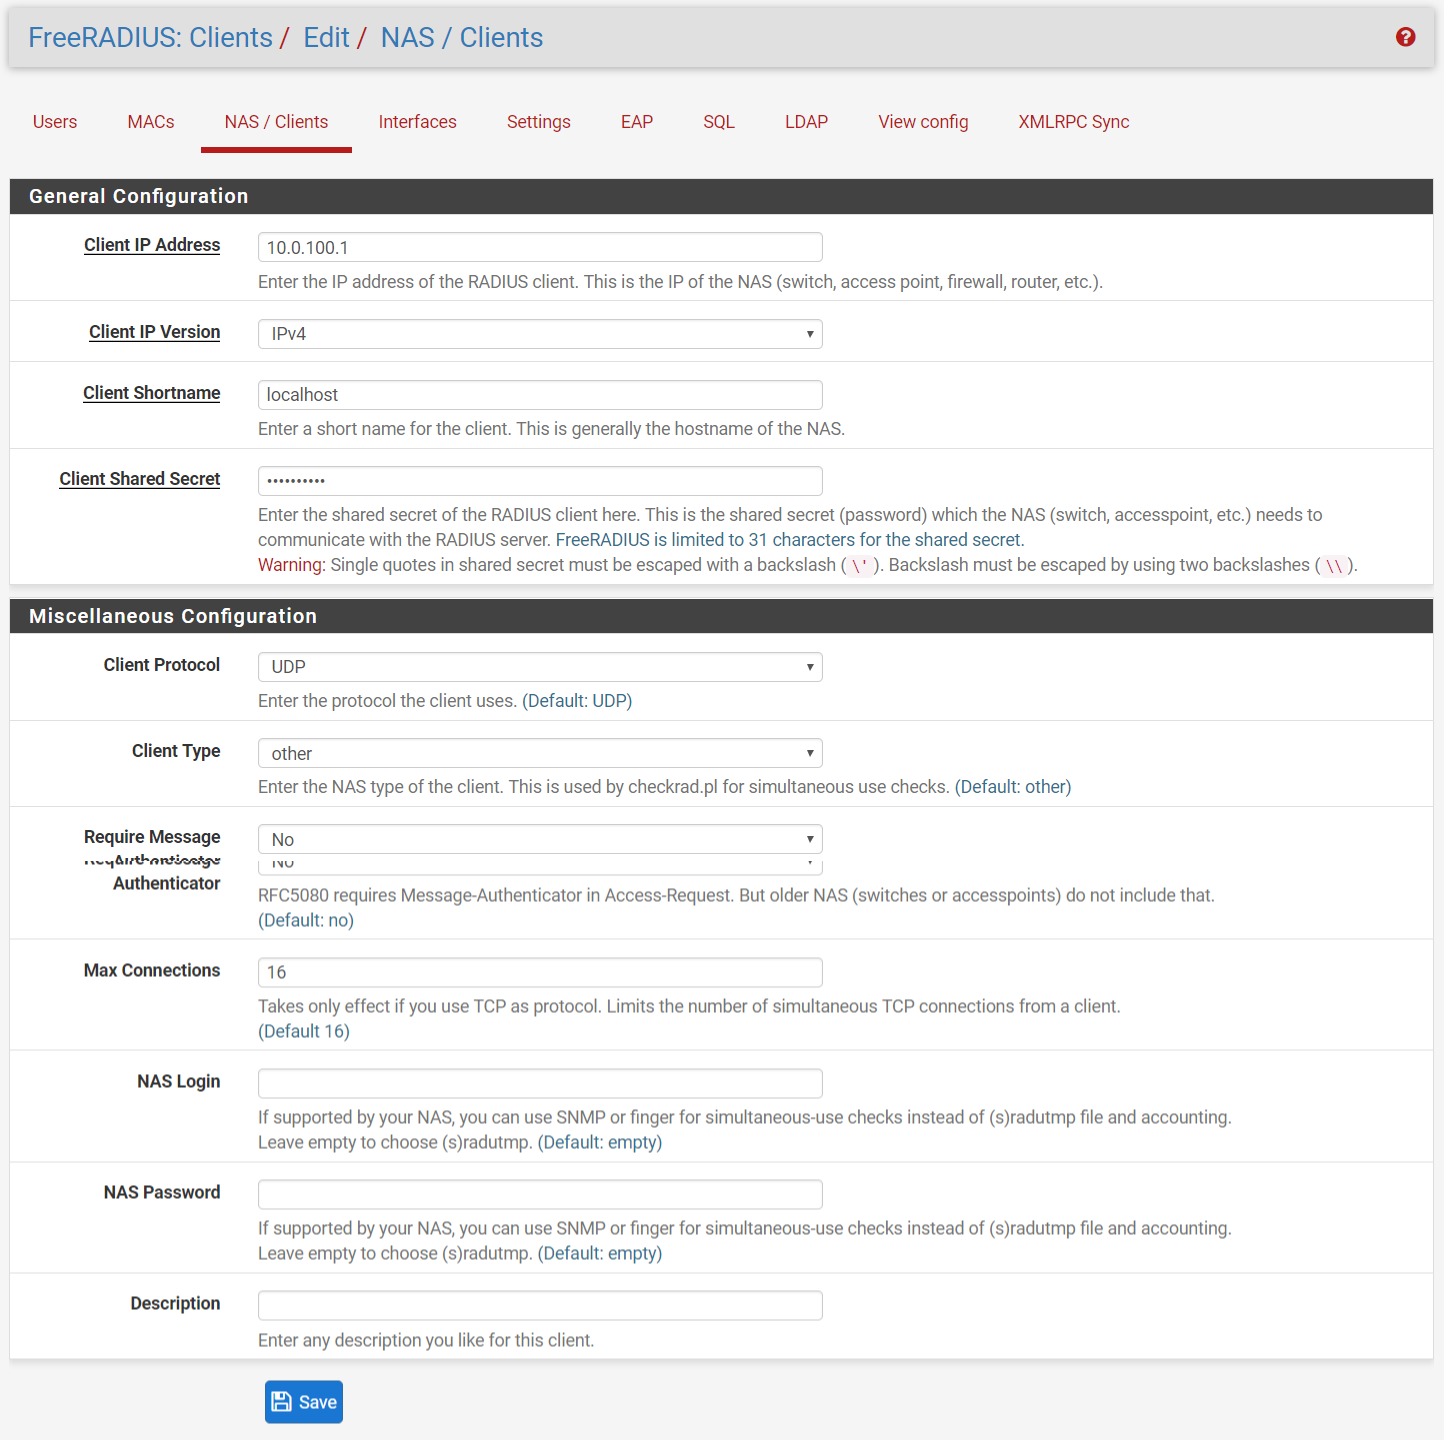 FreeRADIUS: Clients / Edit / NAS / Clients
Users MACs NAS / Clients Interfaces Settings EAP SQL LDAP View config XMLRPC Sync
General Configuration
Client IP Address 10.0.100.1
Enter the IP address of the RADIUS client. This is the IP of the NAS (switch, access point, firewall, router, etc.).
Client IP Version IPv4
Client Shortname localhost
Enter a short name for the client. This is generally the hostname of the NAS.
Client Shared Secret ••••••••••
Enter the shared secret of the RADIUS client here. This is the shared secret (password) which the NAS (switch, accesspoint, etc.) needs to
communicate with the RADIUS server. FreeRADIUS is limited to 31 characters for the shared secret.
Warning: Single quotes in shared secret must be escaped with a backslash ( \' ). Backslash must be escaped by using two backslashes ( \\ ).
Miscellaneous Configuration
Client Protocol UDP
Enter the protocol the client uses. (Default: UDP)
Client Type other
Enter the NAS type of the client. This is used by checkrad.pl for simultaneous use checks. (Default: other)
Require Message No
No
Authenticator
RFC5080 requires Message-Authenticator in Access-Request. But older NAS (switches or accesspoints) do not include that.
(Default: no)
Max Connections 16
Takes only effect if you use TCP as protocol. Limits the number of simultaneous TCP connections from a client.
(Default 16)
NAS Login
If supported by your NAS, you can use SNMP or finger for simultaneous-use checks instead of (s)radutmp file and accounting.
Leave empty to choose (s)radutmp. (Default: empty)
NAS Password
If supported by your NAS, you can use SNMP or finger for simultaneous-use checks instead of (s)radutmp file and accounting.
Leave empty to choose (s)radutmp. (Default: empty)
Description
Enter any description you like for this client.
Save